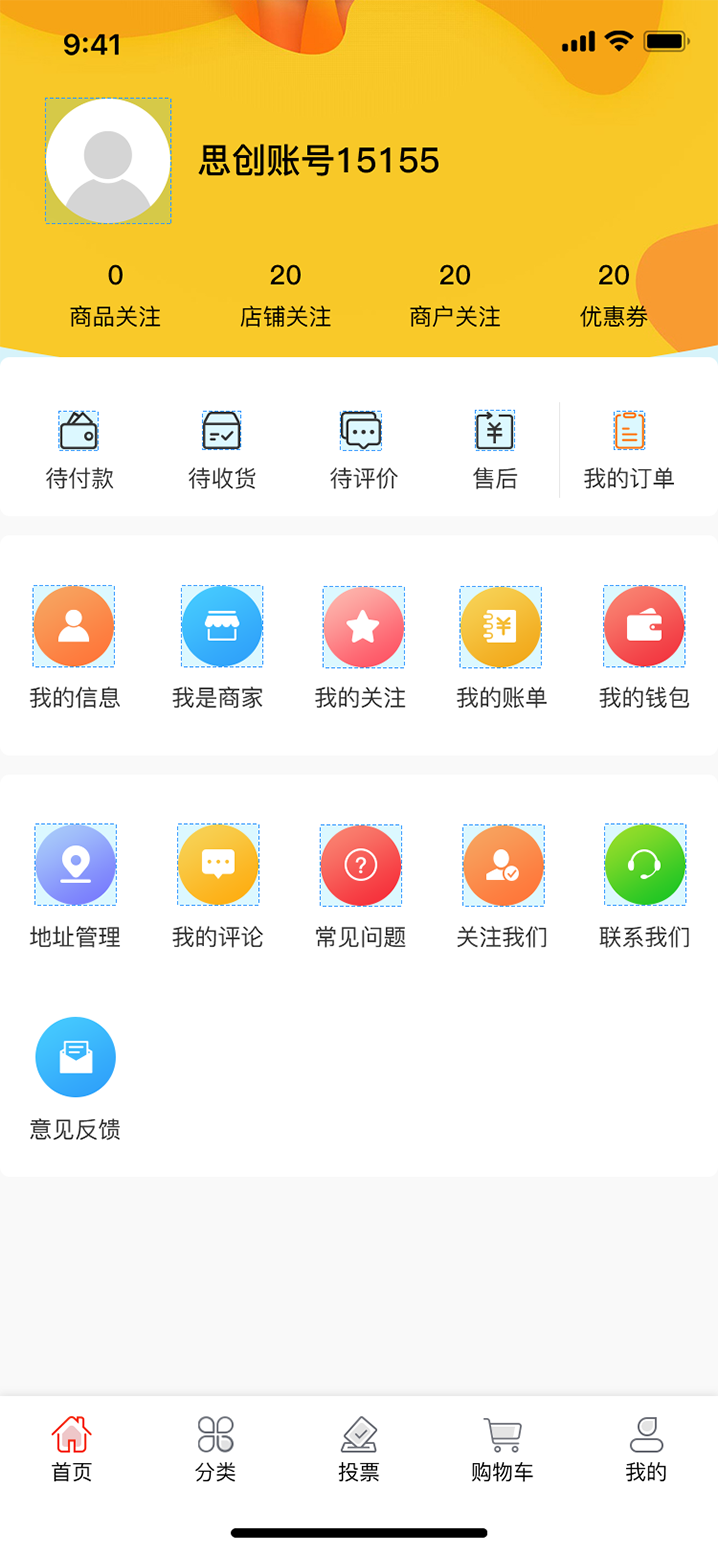 9:41
思创账号15155
0 20 20 20
商品关注 店铺关注 商户关注 优惠券
待付款 待收货 待评价 售后 我的订单
我的信息 我是商家 我的关注 我的账单 我的钱包
地址管理 我的评论 常见问题 关注我们 联系我们
意见反馈
首页 分类 投票 购物车 我的